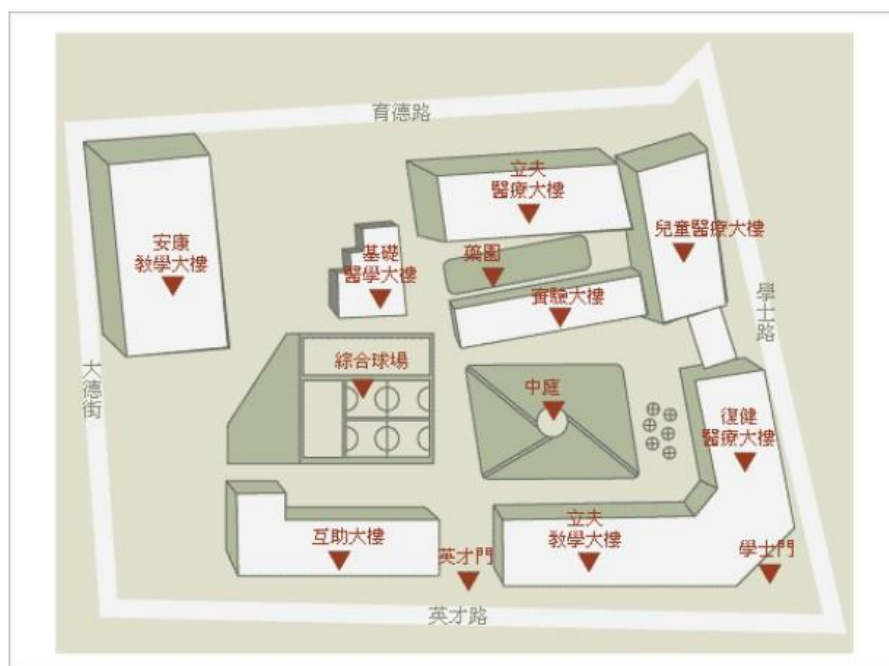 育德路
立夫
醫療大樓
兒童醫療大樓
安康
教學大樓
基礎
醫學大樓
藥園
實驗大樓
學士路
大德街
綜合球場
中庭
復健
醫療大樓
互助大樓
立夫
教學大樓
英才門
學士門
英才路